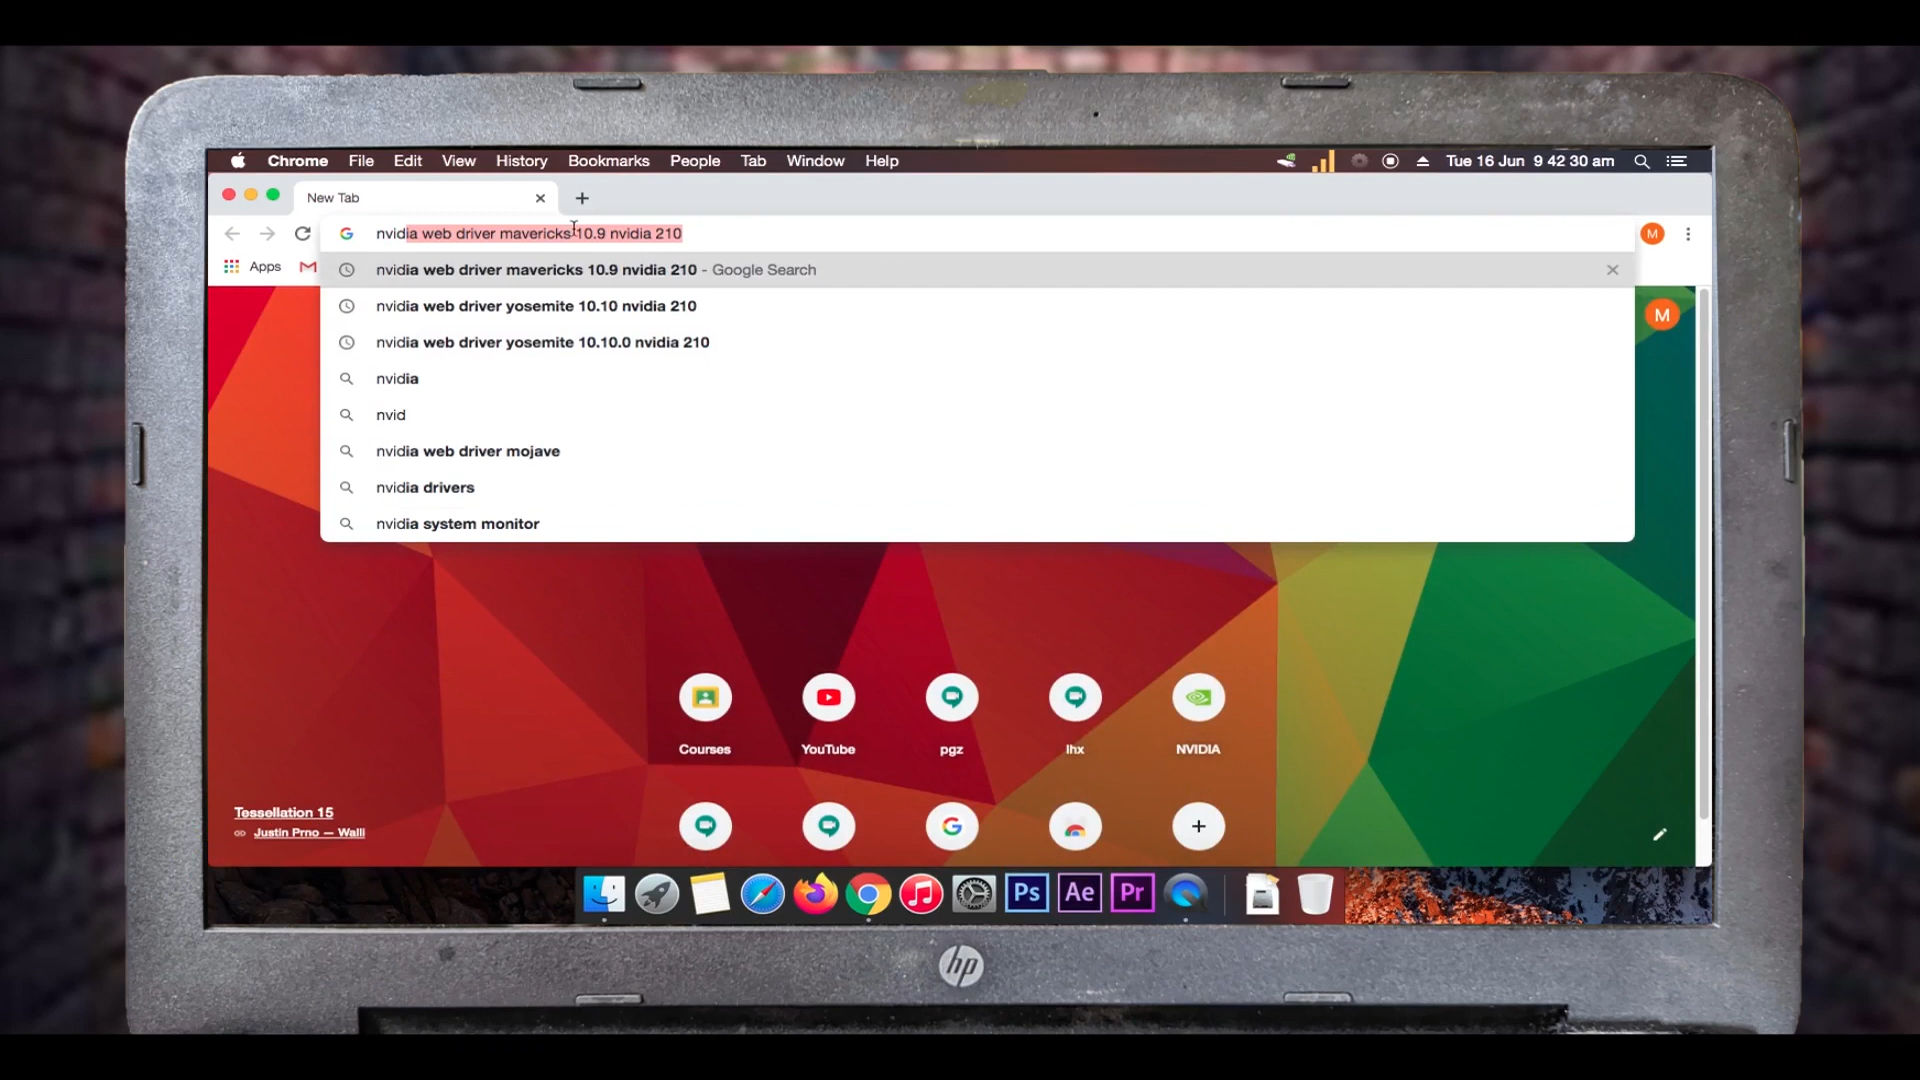 Chrome File Edit View History Bookmarks People Tab Window Help Tue 16 Jun 9 42 30 am
New Tab
nvidia web driver mavericks 10.9 nvidia 210
Apps
nvidia web driver mavericks 10.9 nvidia 210 - Google Search
nvidia web driver yosemite 10.10 nvidia 210
nvidia web driver yosemite 10.10.0 nvidia 210
nvidia
nvid
nvidia web driver mojave
nvidia drivers
nvidia system monitor
M
M
Courses YouTube pgz lhx NVIDIA
Tessellation 15
Justin Prno — Walli
Ps Ae Pr
hp